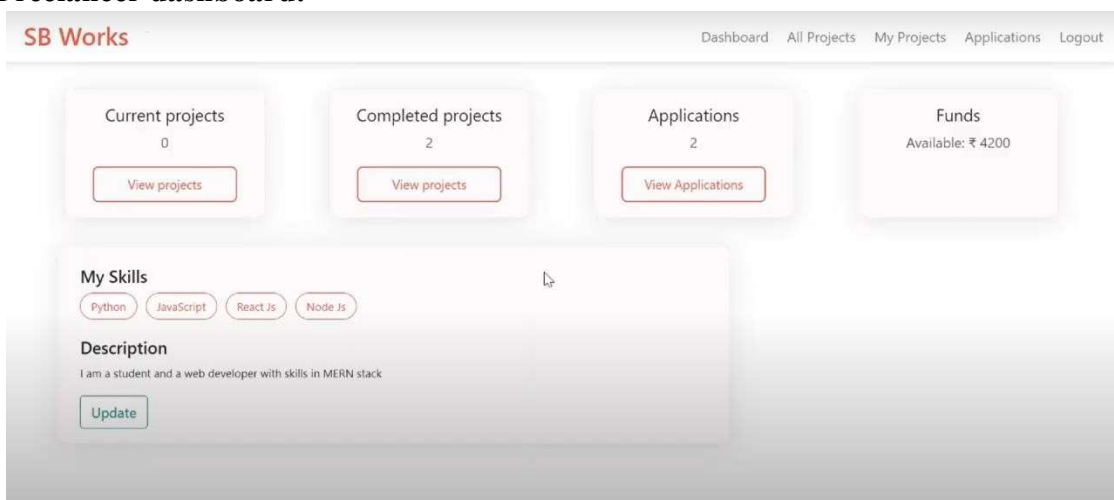 Freelancer dashboard:
SB Works
Dashboard All Projects My Projects Applications Logout
Current projects
0
View projects
Completed projects
2
View projects
Applications
2
View Applications
Funds
Available: ₹ 4200
My Skills
Python JavaScript React Js Node Js
Description
I am a student and a web developer with skills in MERN stack
Update